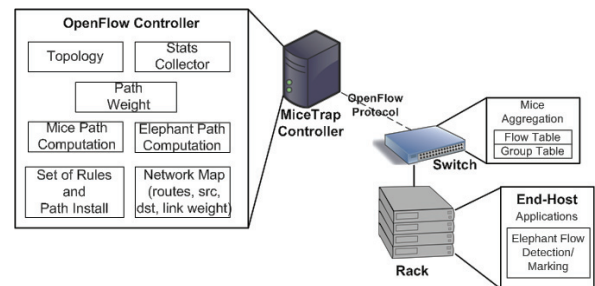 OpenFlow Controller
Topology
Stats
Collector
Path
Weight
Mice Path
Computation
Elephant Path
Computation
Set of Rules
and
Path Install
Network Map
(routes, src,
dst, link weight)
MiceTrap
Controller
OpenFlow
Protocol
Switch
Mice
Aggregation
Flow Table
Group Table
Rack
End-Host
Applications
Elephant Flow
Detection/
Marking